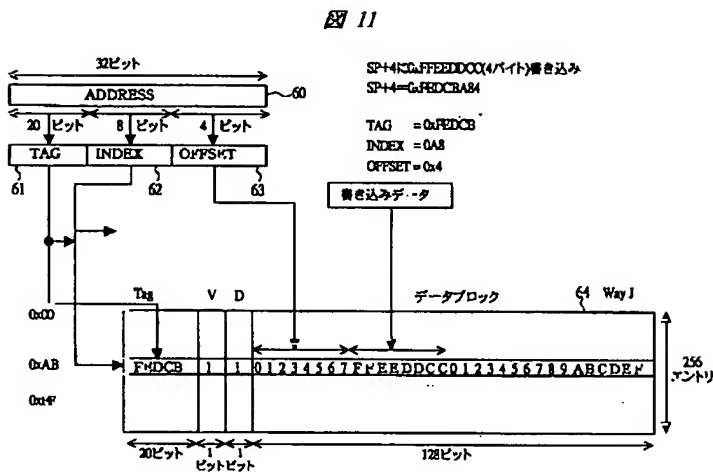 図 11
32ビット
ADDRESS
60
20 ビット 8 ビット 4 ビット
TAG INDEX OFFSET
61 62 63
SP+4に0xFFEEDDCC(4バイト)書き込み
SP+4=0xFEDCBA84
TAG =0xFEDCB
INDEX =0A8
OFFSET =0x4
書き込みデータ
Tag V D データブロック 64 Way 1
0x00
0xAB FEDCB 1 1 0 1 2 3 4 5 6 7 F F E E D D C C 0 1 2 3 4 5 6 7 8 9 A B C D E F
256
エントリ
20ビット 1 1 128ビット
ビット ビット